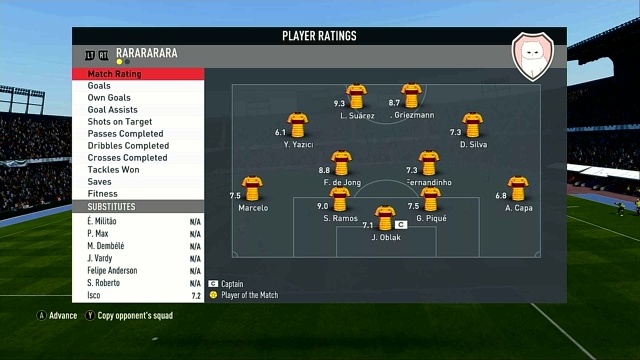 PLAYER RATINGS
LT RT RARARARARA
Match Rating
Goals
Own Goals
Goal Assists
Shots on Target
Passes Completed
Dribbles Completed
Crosses Completed
Tackles Won
Saves
Fitness
SUBSTITUTES
É. Militão N/A
P. Max N/A
M. Dembélé N/A
J. Vardy N/A
Felipe Anderson N/A
S. Roberto N/A
Isco 7.2
9.3 8.7
L. Suárez . Griezmann
6.1 7.3
Y. Yazici D. Silva
8.8 7.3
F. de Jong Fernandinho
7.5 9.0 7.5 6.8
Marcelo S. Ramos G. Piqué A. Capa
7.1 C
J. Oblak
C Captain
Player of the Match
A Advance Y Copy opponent's squad